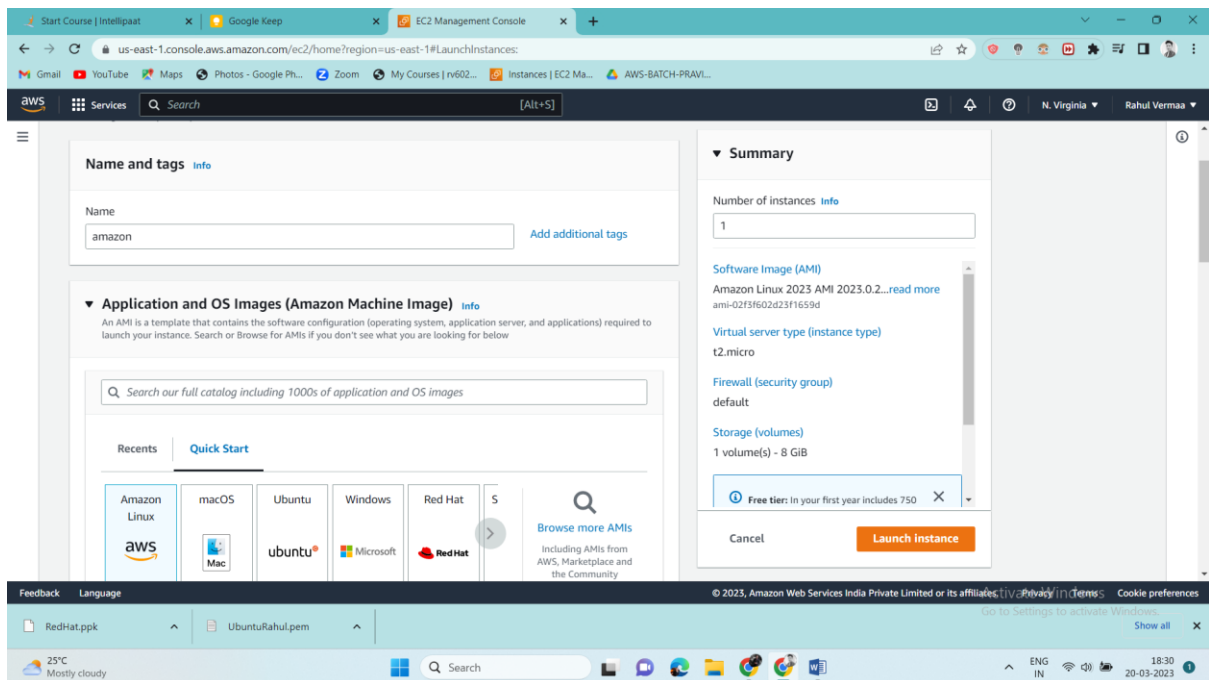 Start Course | Intellipaat
Google Keep
EC2 Management Console
us-east-1.console.aws.amazon.com/ec2/home?region=us-east-1#LaunchInstances:
Gmail YouTube Maps Photos - Google Ph... Zoom My Courses | rv602... Instances | EC2 Ma... AWS-BATCH-PRAVI...
aws Services Search [Alt+S] N. Virginia Rahul Vermaa
Name and tags Info
Name
amazon
Add additional tags
Application and OS Images (Amazon Machine Image) Info
An AMI is a template that contains the software configuration (operating system, application server, and applications) required to
launch your instance. Search or Browse for AMIs if you don't see what you are looking for below
Search our full catalog including 1000s of application and OS images
Recents Quick Start
Amazon
Linux
aws
macOS
Mac
Ubuntu
ubuntu
Windows
Microsoft
Red Hat
Red Hat
S
Browse more AMIs
Including AMIs from
AWS, Marketplace and
the Community
Summary
Number of instances Info
1
Software Image (AMI)
Amazon Linux 2023 AMI 2023.0.2...read more
ami-02f3f602d23f1659d
Virtual server type (instance type)
t2.micro
Firewall (security group)
default
Storage (volumes)
1 volume(s) - 8 GiB
Free tier: In your first year includes 750
Cancel Launch instance
Feedback Language © 2023, Amazon Web Services India Private Limited or its affiliates. Privacy Terms Cookie preferences
Activate Windows
Go to Settings to activate Windows.
RedHat.ppk UbuntuRahul.pem Show all
25°C
Mostly cloudy
Search
ENG
IN
18:30
20-03-2023
1